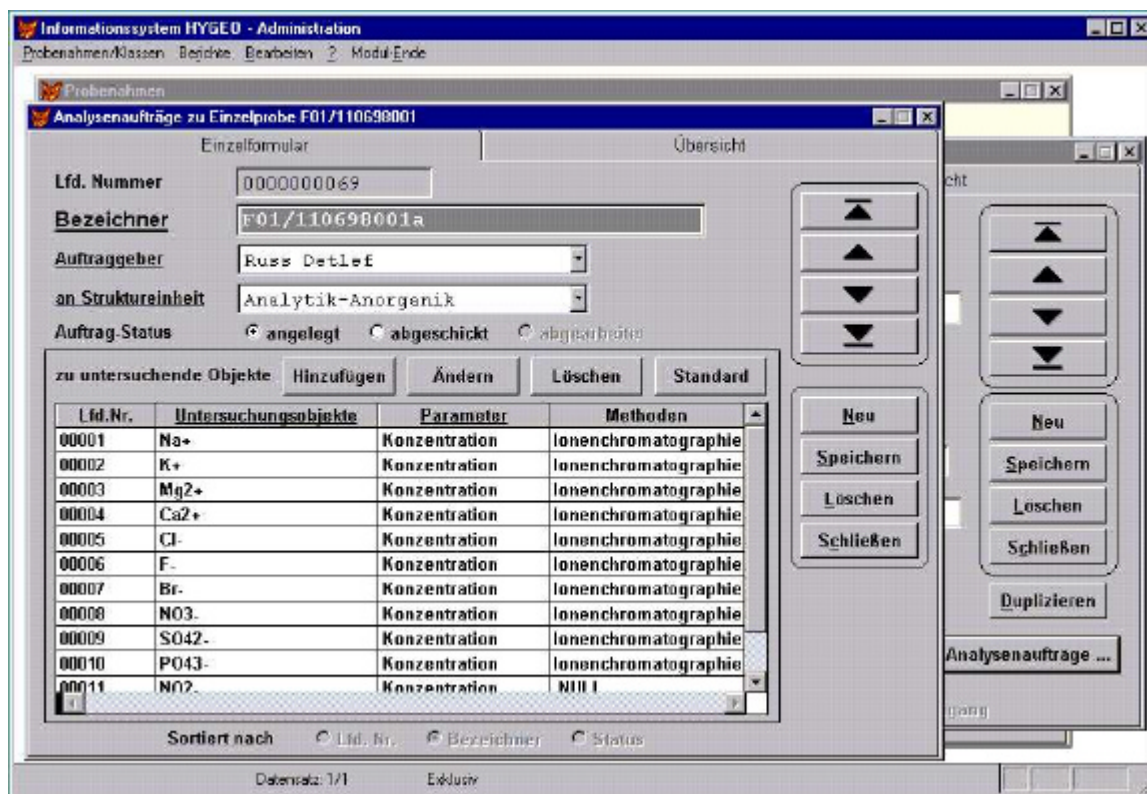 Informationssystem HYGEO - Administration
Probenahmen/Klassen Berichte Bearbeiten ? Modul-Ende
Probenahmen
Analysenaufträge zu Einzelprobe F01/110698001
Einzelformular Übersicht
Lfd. Nummer 0000000069
Bezeichner F01/110698001a
Auftraggeber Russ Detlef
an Struktureinheit Analytik-Anorganik
Auftrag-Status angelegt abgeschickt abgearbeitet
zu untersuchende Objekte Hinzufügen Ändern Löschen Standard
Lfd.Nr. Untersuchungsobjekte Parameter Methoden
00001 Na+ Konzentration Ionenchromatographie
00002 K+ Konzentration Ionenchromatographie
00003 Mg2+ Konzentration Ionenchromatographie
00004 Ca2+ Konzentration Ionenchromatographie
00005 Cl- Konzentration Ionenchromatographie
00006 F- Konzentration Ionenchromatographie
00007 Br- Konzentration Ionenchromatographie
00008 NO3- Konzentration Ionenchromatographie
00009 SO42- Konzentration Ionenchromatographie
00010 PO43- Konzentration Ionenchromatographie
00011 NO2- Konzentration NULL
Neu
Speichern
Löschen
Schließen
Sortiert nach Lfd. Nr. Bezeichner Status
cht
Neu
Speichern
Löschen
Schließen
Duplizieren
Analysenauftrage ...
gang
Datensatz: 1/1 Exklusiv